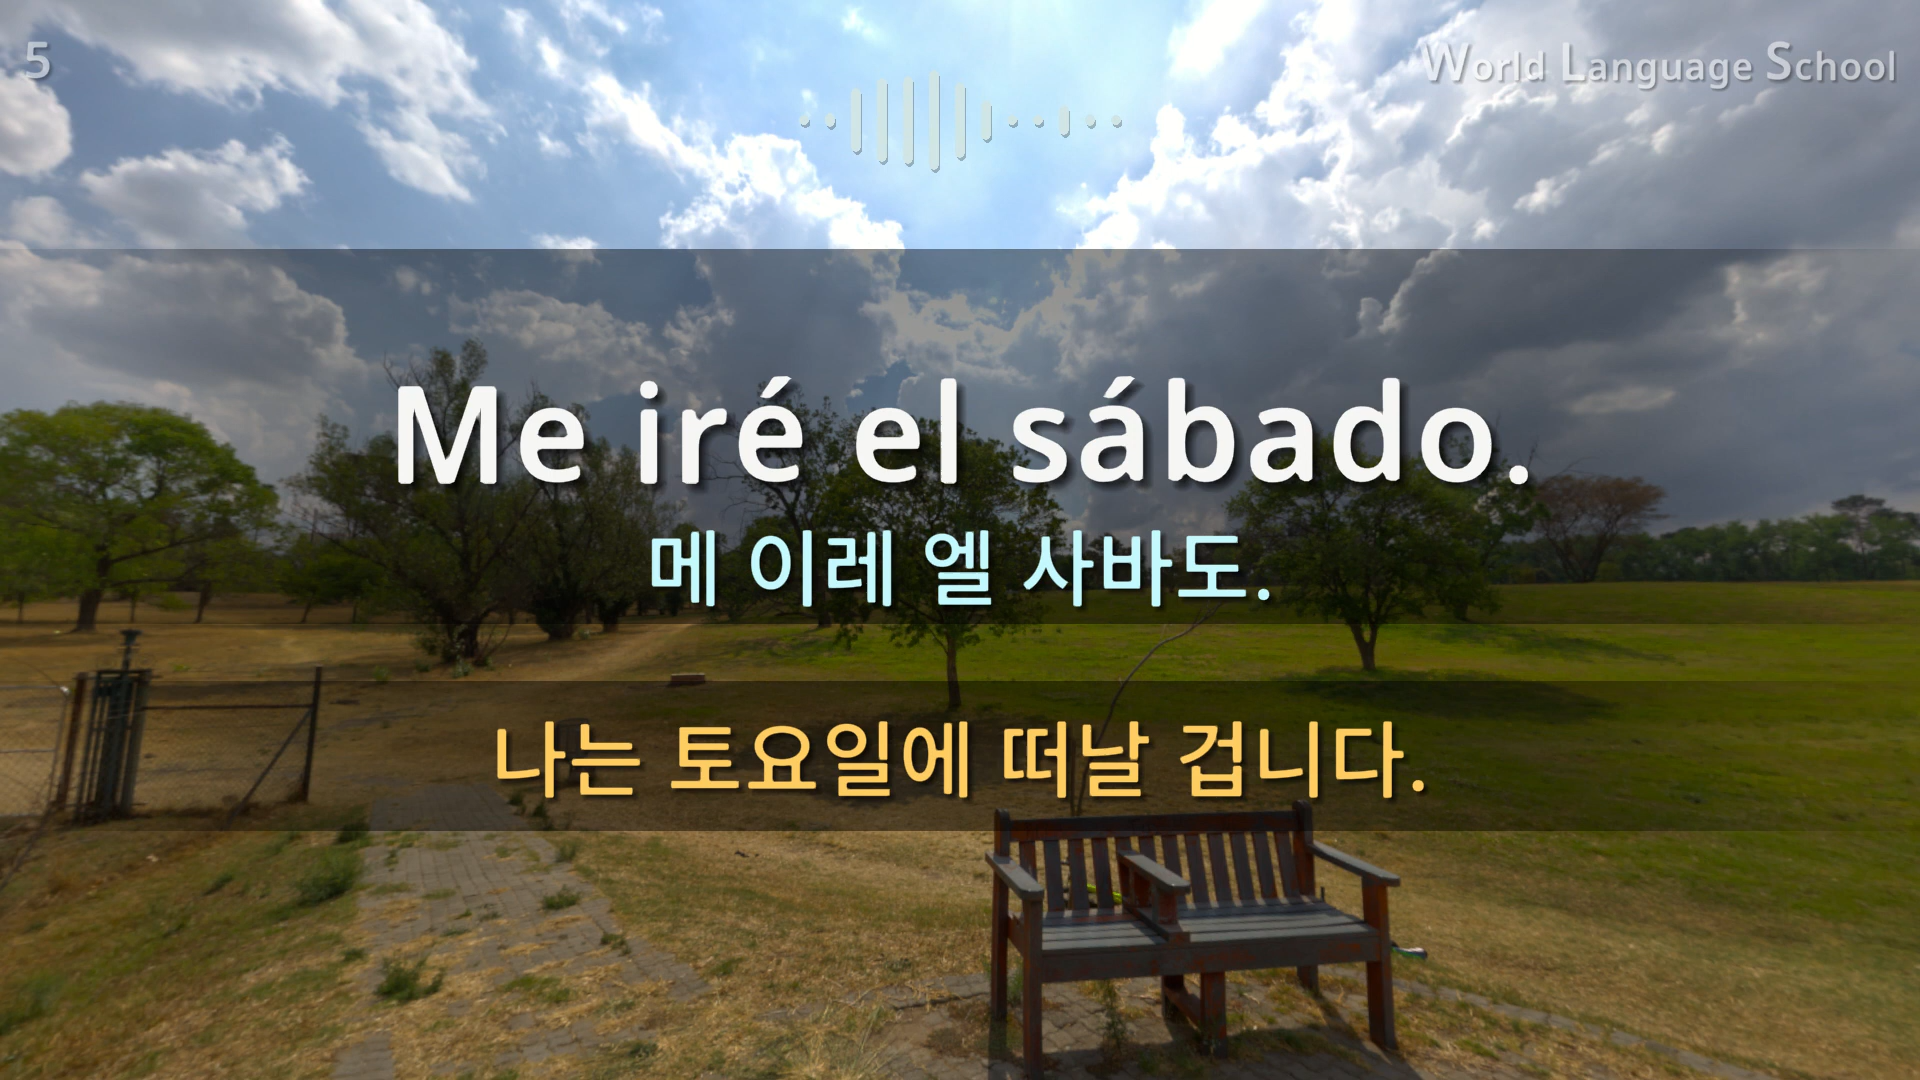 5
World Language School
Me iré el sábado.
메 이레 엘 사바도.
나는 토요일에 떠날 겁니다.